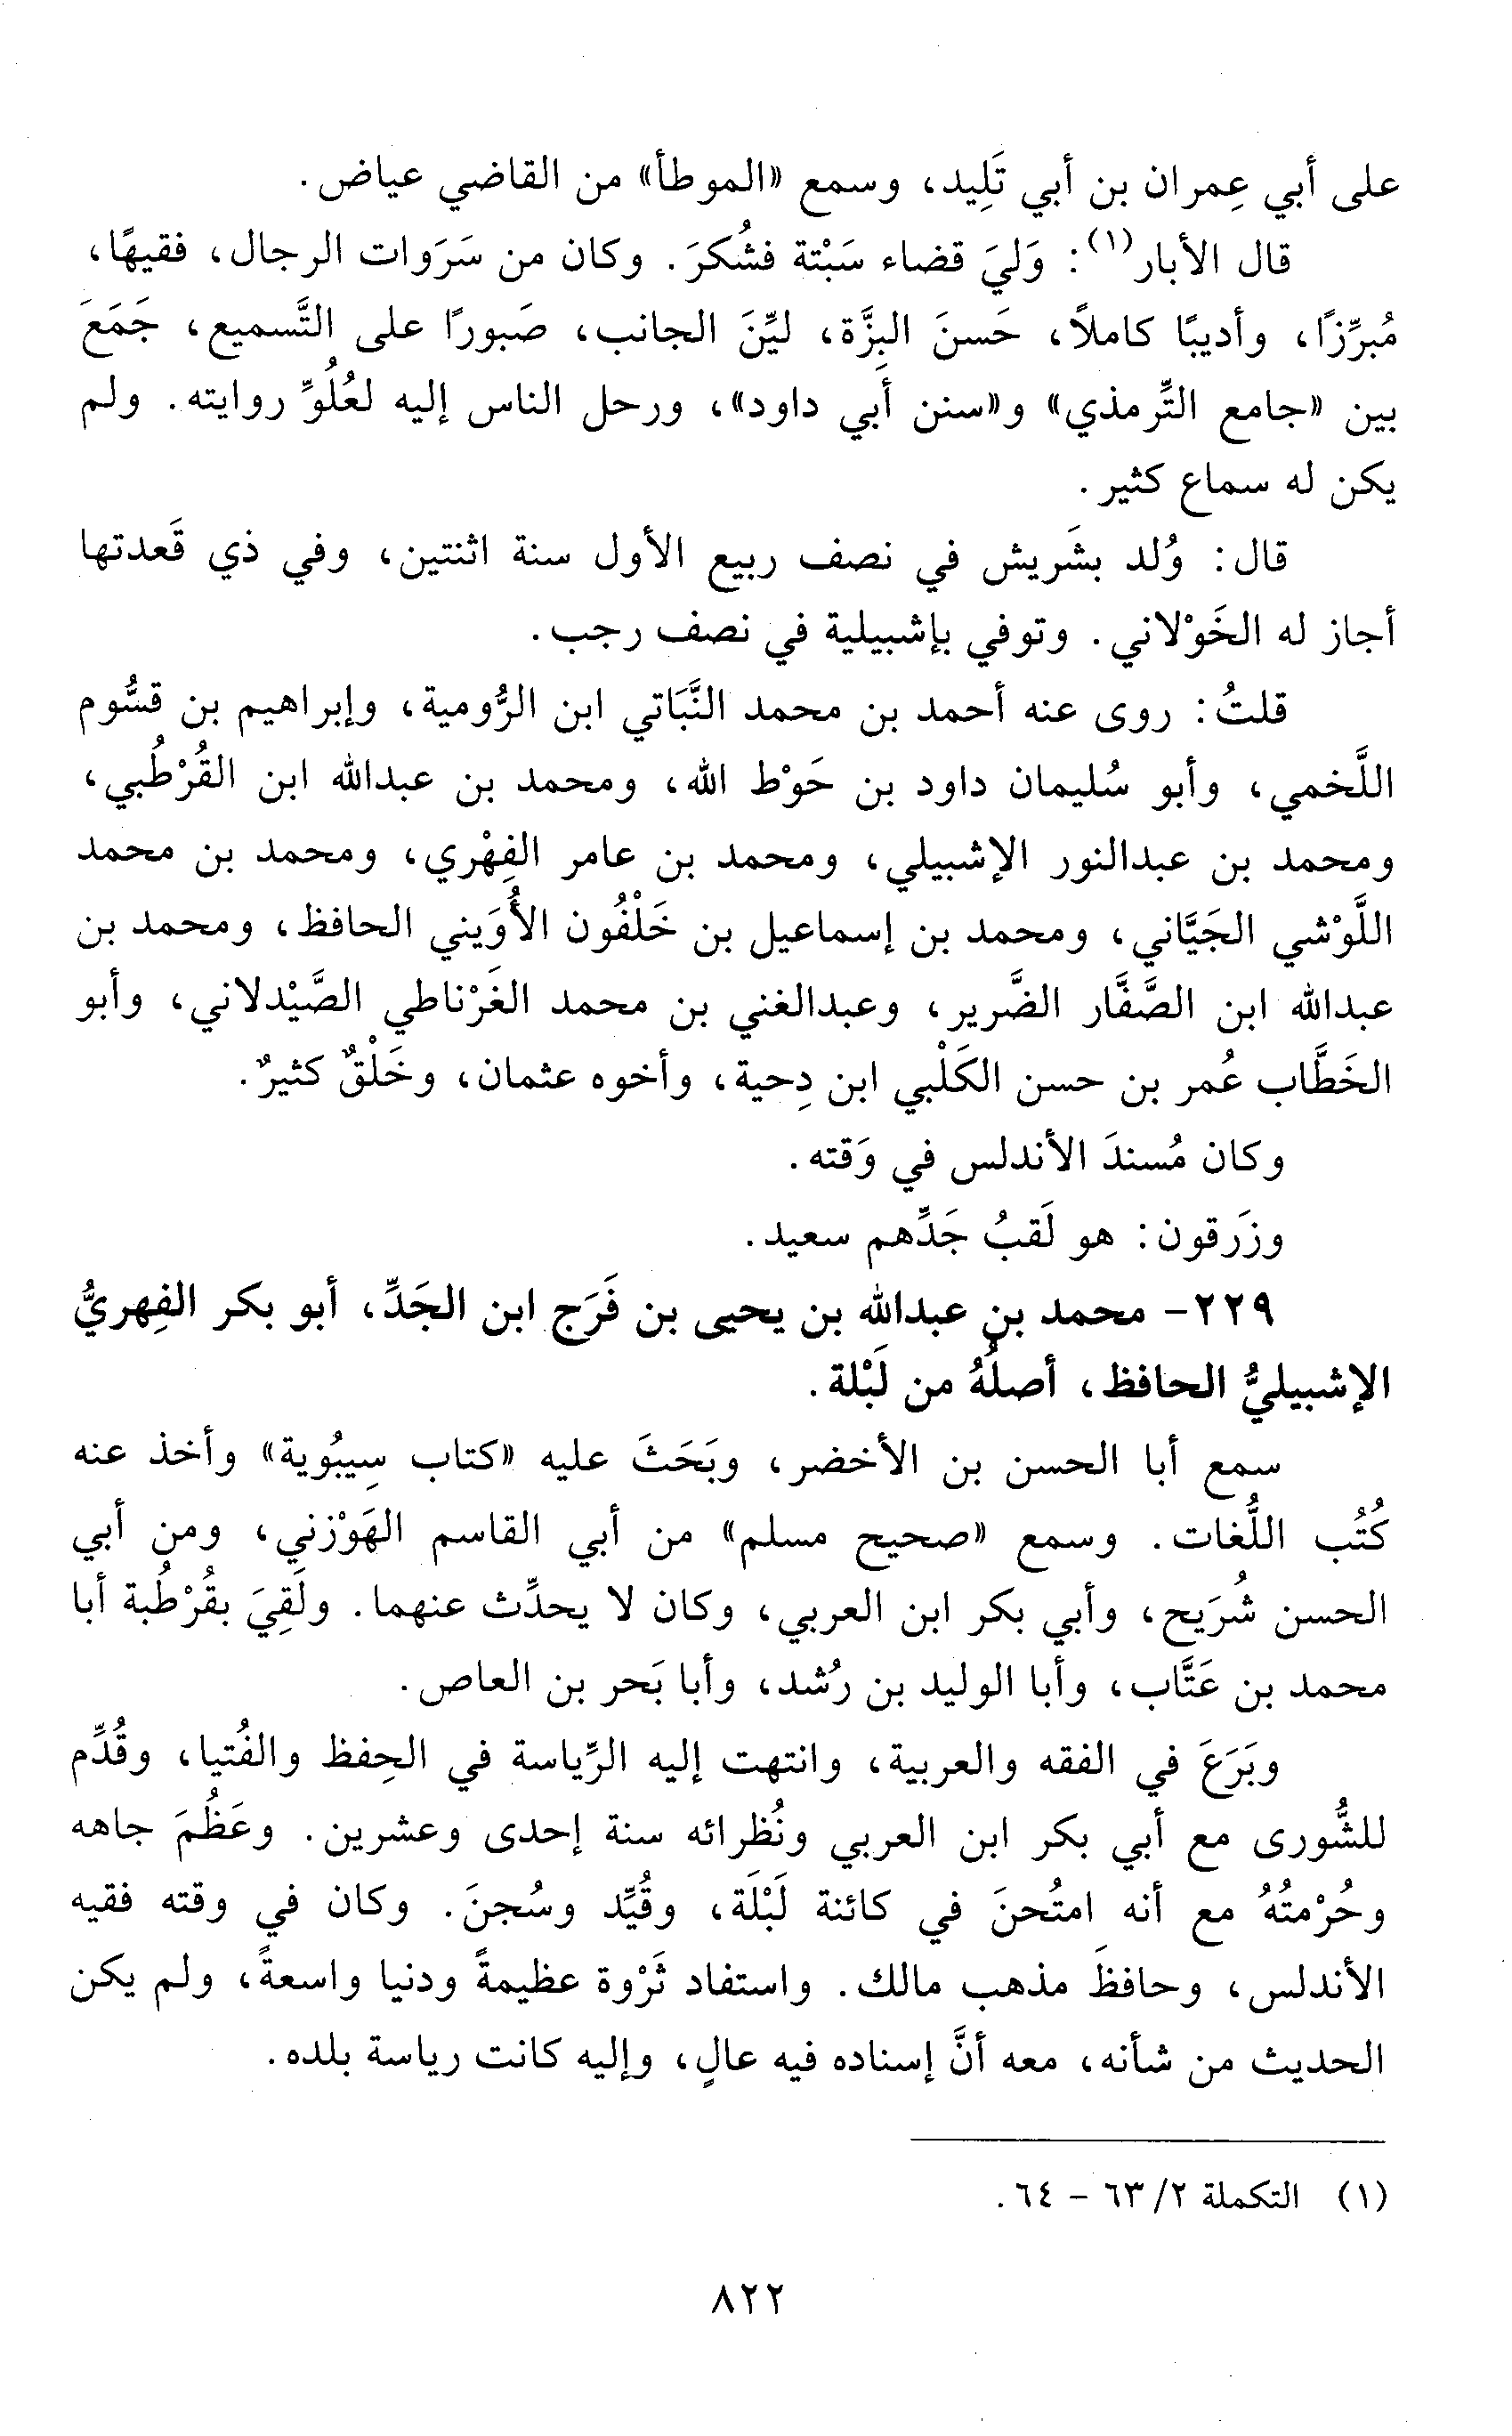 على أبي عِمران بن أبي تَلِيد، وسمع «الموطأ» من القاضي عياض.
قال الأبار(١): وَليَ قضاء سَبْتة فشُكرَ. وكان من سَرَوات الرجال، فقيهًا،
مُبرِّزًا، وأديبًا كاملاً، حَسنَ البِزَّة، ليِّنَ الجانب، صَبورًا على التَّسميع، جَمَعَ
بين «جامع التِّرمذي» و«سنن أبي داود»، ورحل الناس إليه لعُلُوِّ روايته. ولم
يكن له سماع كثير.
قال: وُلد بشَريش في نصف ربيع الأول سنة اثنتين، وفي ذي قَعدتها
أجاز له الخَوْلاني. وتوفي بإشبيلية في نصف رجب.
قلتُ: روى عنه أحمد بن محمد النَّبَاتي ابن الرُّومية، وإبراهيم بن قسُّوم
اللَّخمي، وأبو سُليمان داود بن حَوْط الله، ومحمد بن عبدالله ابن القُرْطُبي،
ومحمد بن عبدالنور الإشبيلي، ومحمد بن عامر الفِهْري، ومحمد بن محمد
اللَّوْشي الجَيَّاني، ومحمد بن إسماعيل بن خَلْفُون الأُوَيني الحافظ، ومحمد بن
عبدالله ابن الصَّفَّار الضَّرير، وعبدالغني بن محمد الغَرْناطي الصَّيْدلاني، وأبو
الخَطَّاب عُمر بن حسن الكَلْبي ابن دِحية، وأخوه عثمان، وخَلْقٌ كثيرٌ.
وكان مُسندَ الأندلس في وَقته.
وزَرقون: هو لَقبُ جَدِّهم سعيد.
٢٢٩- محمد بن عبدالله بن يحيى بن فَرَج ابن الجَدِّ، أبو بكر الفِهريُّ
الإشبيليُّ الحافظ، أصلُهُ من لَبْلة.
سمع أبا الحسن بن الأخضر، وبَحَثَ عليه «كتاب سِيبُوية» وأخذ عنه
كُتُب اللُّغات. وسمع «صحيح مسلم» من أبي القاسم الهَوْزني، ومن أبي
الحسن شُرَيح، وأبي بكر ابن العربي، وكان لا يحدِّث عنهما. ولَقِيَ بقُرْطُبة أبا
محمد بن عَتَّاب، وأبا الوليد بن رُشد، وأبا بَحر بن العاص.
وبَرَعَ في الفقه والعربية، وانتهت إليه الرِّياسة في الحِفظ والفُتيا، وقُدِّم
للشُّورى مع أبي بكر ابن العربي ونُظرائه سنة إحدى وعشرين. وعَظُمَ جاهه
وحُرْمتُهُ مع أنه امتُحنَ في كائنة لَبْلَة، وقُيِّد وسُجنَ. وكان في وقته فقيه
الأندلس، وحافظَ مذهب مالك. واستفاد ثَرْوة عظيمةً ودنيا واسعةً، ولم يكن
الحديث من شأنه، معه أنَّ إسناده فيه عالٍ، وإليه كانت رياسة بلده.
(١) التكملة ٢/ ٦٣ - ٦٤.
٨٢٢